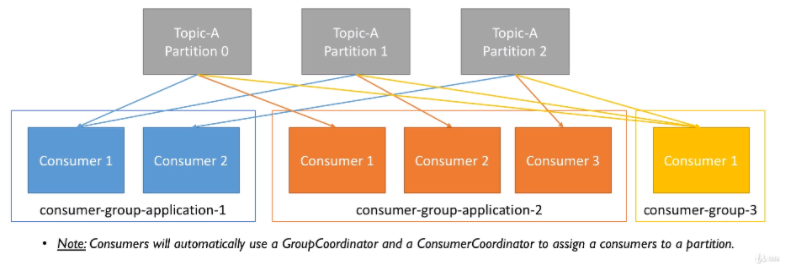 Topic-A
Partition 0
Topic-A
Partition 1
Topic-A
Partition 2
Consumer 1
Consumer 2
Consumer 1
Consumer 2
Consumer 3
Consumer 1
consumer-group-application-1
consumer-group-application-2
consumer-group-3
• Note: Consumers will automatically use a GroupCoordinator and a ConsumerCoordinator to assign a consumers to a partition.